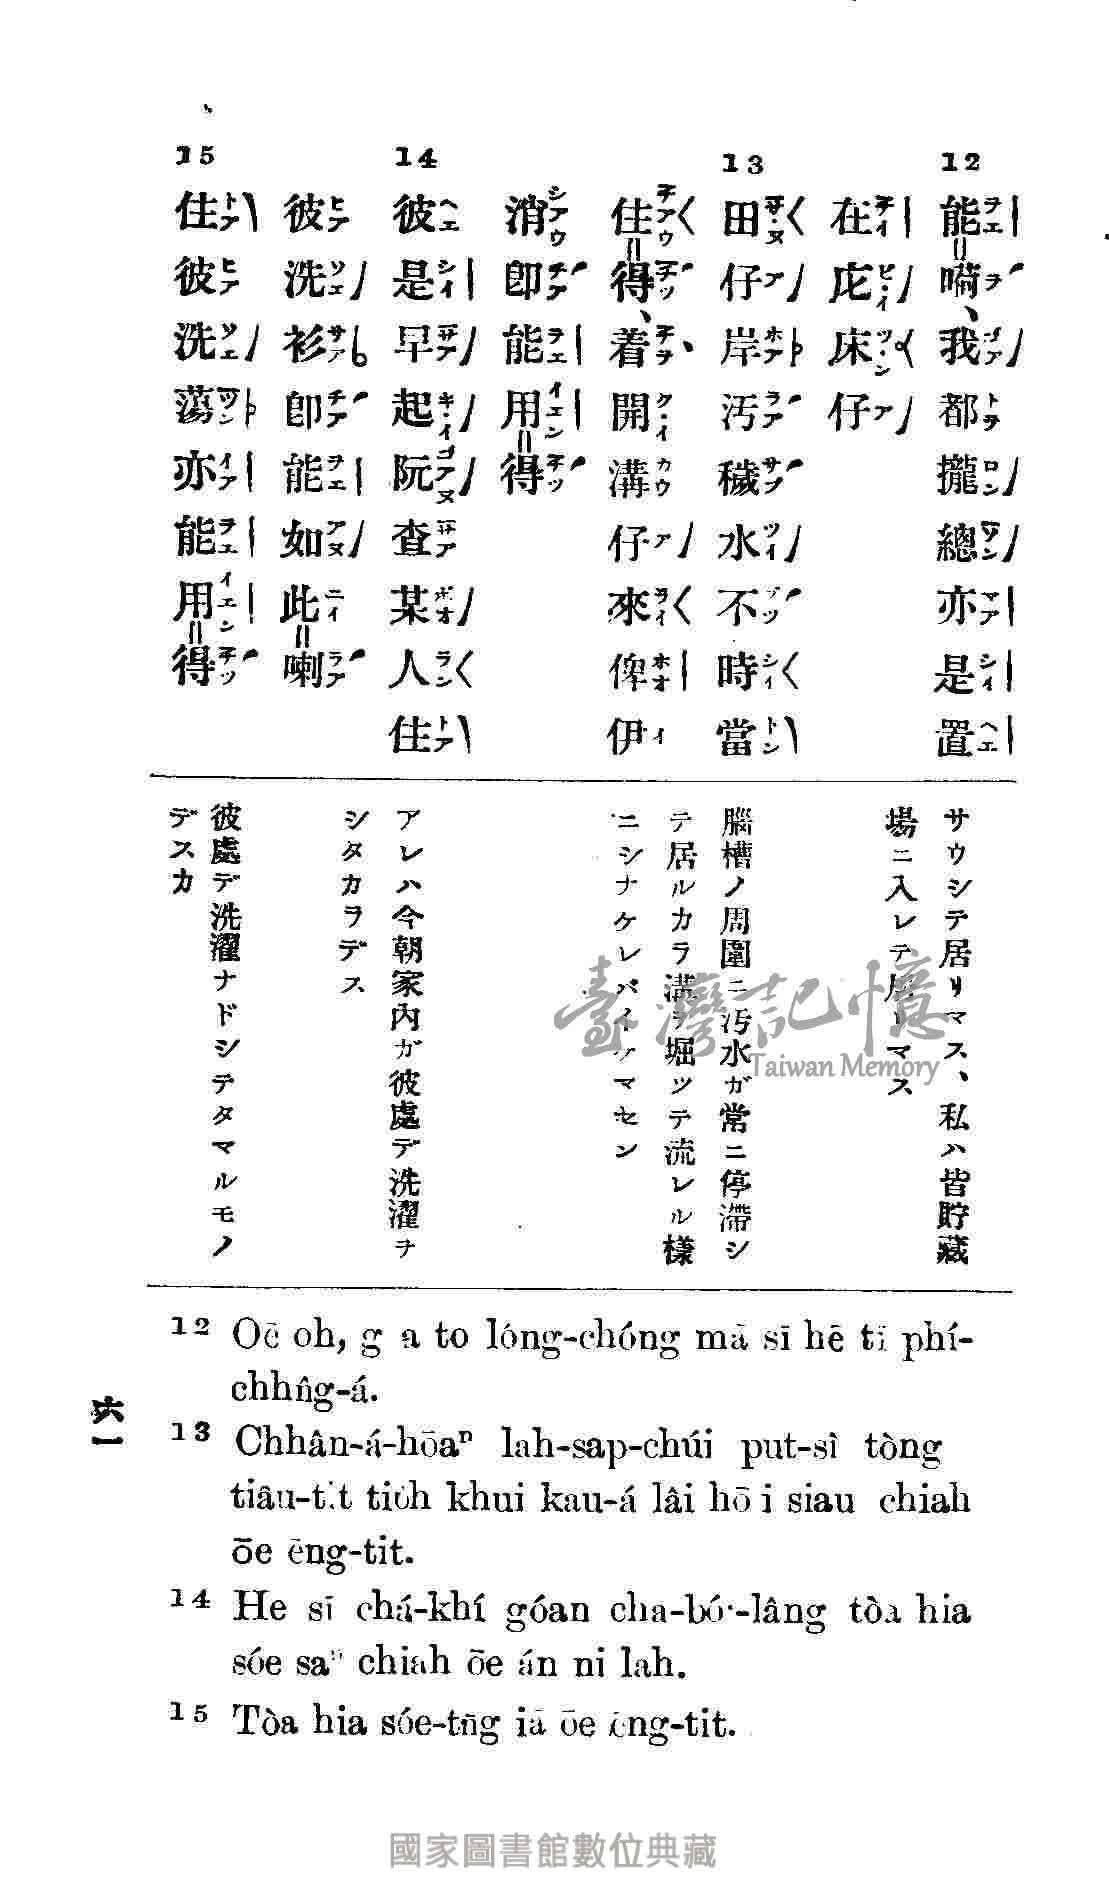 12
能嗬、我都攏總亦是置
在庀床仔
13
田仔岸汚穢水不時當
住得、着開溝仔來俾伊
消卽能用得
14
彼是早起阮查某人住
彼洗衫卽能如此喇
15
住彼洗蕩亦能用得
サウシテ居リマス、私ハ皆貯藏
場ニ入レテ居リマス
腦槽ノ周圍ニ汚水ガ常ニ停滯シ
テ居ルカラ溝ヲ堀ツテ流レル樣
ニシナケレバイケマセン
アレハ今朝家內ガ彼處デ洗濯ヲ
シタカラデス
彼處デ洗濯ナドシテタマルモノ
デスカ
12 Oē oh, g a to lóng-chóng mā sī hē tī phí-
chhn̂g-á.
13 Chhân-á-hōaⁿ lah-sap-chúi put-sî tòng
tiâu-tit tio̍h khui kau-á lâi hō i siau chiah
ōe ēng-tit.
14 He sī chá-khí góan cha-bó·-lâng tòa hia
sóe saⁿ chiah ōe án ni lah.
15 Tòa hia sóe-tn̄g iā ōe ēng-tit.
六一
臺灣記憶
Taiwan Memory
國家圖書館數位典藏